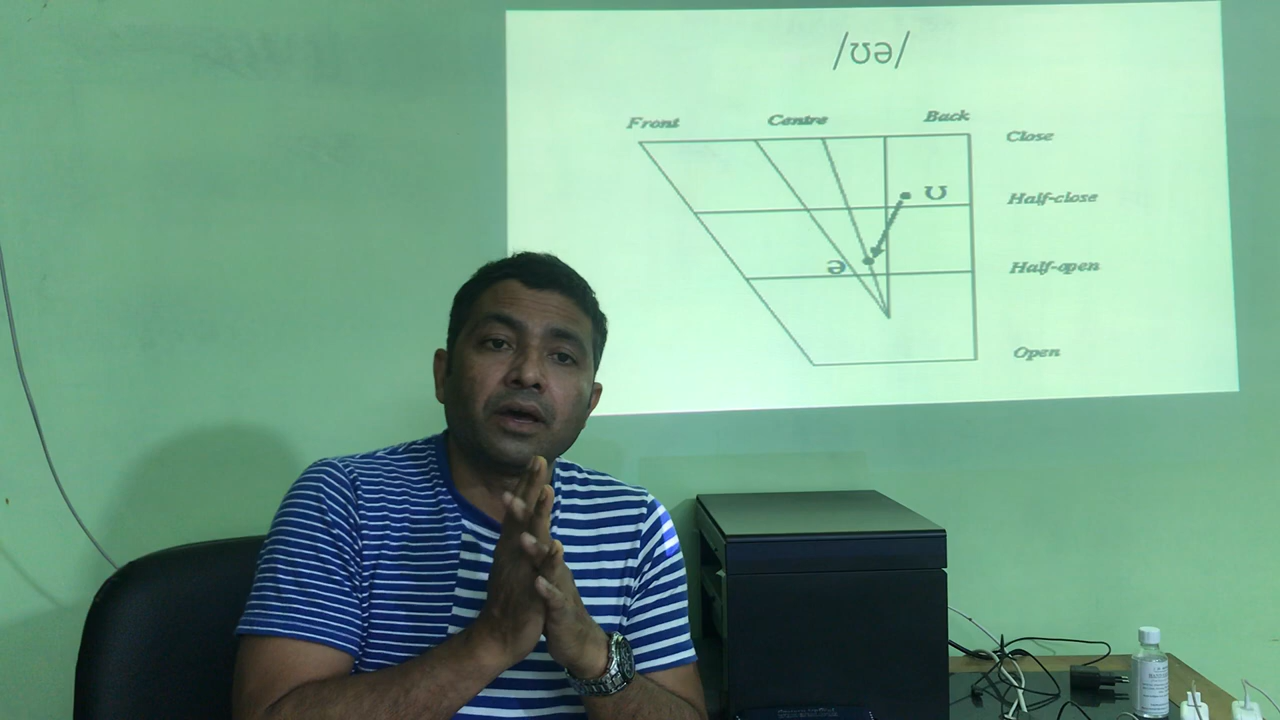 /ʊə/
Front Centre Back
Close
ʊ
Half-close
ə
Half-open
Open